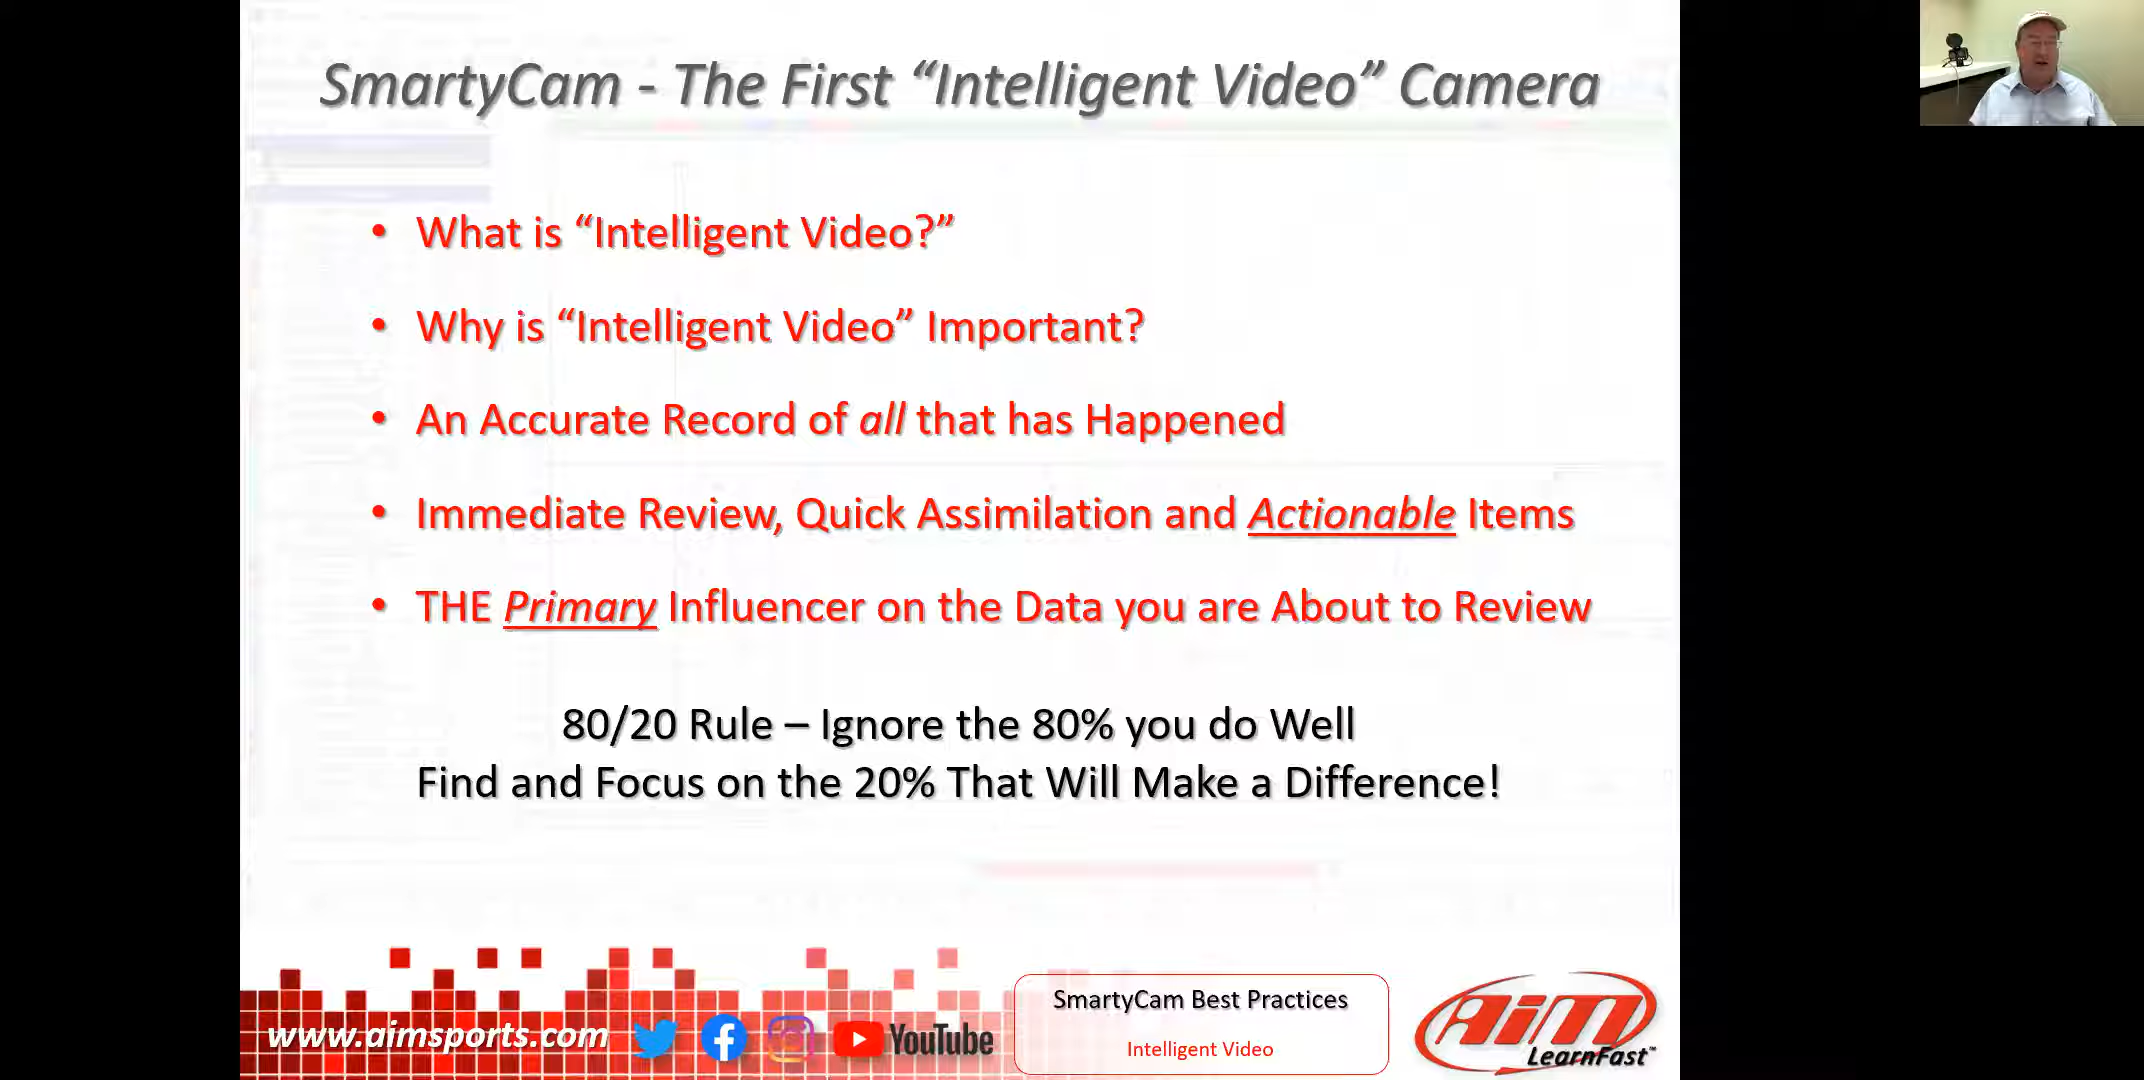 SmartyCam - The First “Intelligent Video” Camera
• What is “Intelligent Video?”
• Why is “Intelligent Video” Important?
• An Accurate Record of all that has Happened
• Immediate Review, Quick Assimilation and Actionable Items
• THE Primary Influencer on the Data you are About to Review
80/20 Rule – Ignore the 80% you do Well
Find and Focus on the 20% That Will Make a Difference!
SmartyCam Best Practices
Intelligent Video
www.aimsports.com
YouTube
AiM
LearnFast™